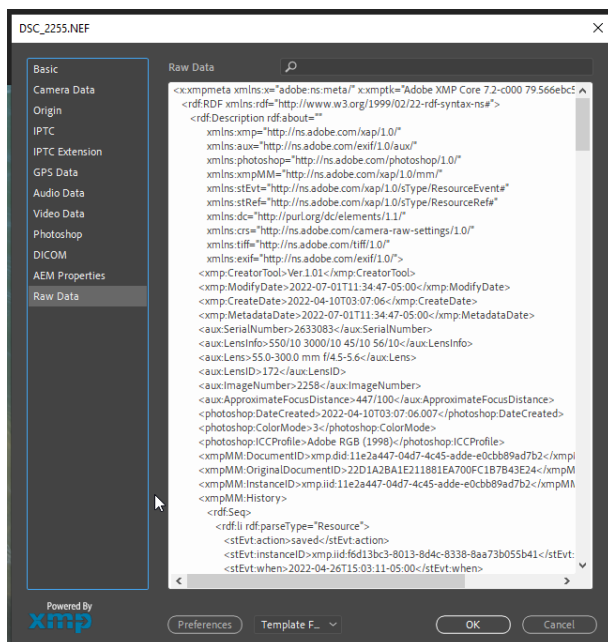 DSC_2255.NEF
Basic
Camera Data
Origin
IPTC
IPTC Extension
GPS Data
Audio Data
Video Data
Photoshop
DICOM
AEM Properties
Raw Data
Raw Data
<x:xmpmeta xmlns:x="adobe:ns:meta/" x:xmptk="Adobe XMP Core 7.2-c000 79.566ebc5
<rdf:RDF xmlns:rdf="http://www.w3.org/1999/02/22-rdf-syntax-ns#">
<rdf:Description rdf:about=""
xmlns:xmp="http://ns.adobe.com/xap/1.0/"
xmlns:aux="http://ns.adobe.com/exif/1.0/aux/"
xmlns:photoshop="http://ns.adobe.com/photoshop/1.0/"
xmlns:xmpMM="http://ns.adobe.com/xap/1.0/mm/"
xmlns:stEvt="http://ns.adobe.com/xap/1.0/sType/ResourceEvent#"
xmlns:stRef="http://ns.adobe.com/xap/1.0/sType/ResourceRef#"
xmlns:dc="http://purl.org/dc/elements/1.1/"
xmlns:crs="http://ns.adobe.com/camera-raw-settings/1.0/"
xmlns:tiff="http://ns.adobe.com/tiff/1.0/"
xmlns:exif="http://ns.adobe.com/exif/1.0/">
<xmp:CreatorTool>Ver.1.01</xmp:CreatorTool>
<xmp:ModifyDate>2022-07-01T11:34:47-05:00</xmp:ModifyDate>
<xmp:CreateDate>2022-04-10T03:07:06</xmp:CreateDate>
<xmp:MetadataDate>2022-07-01T11:34:47-05:00</xmp:MetadataDate>
<aux:SerialNumber>2633083</aux:SerialNumber>
<aux:LensInfo>550/10 3000/10 45/10 56/10</aux:LensInfo>
<aux:Lens>55.0-300.0 mm f/4.5-5.6</aux:Lens>
<aux:LensID>172</aux:LensID>
<aux:ImageNumber>2258</aux:ImageNumber>
<aux:ApproximateFocusDistance>447/100</aux:ApproximateFocusDistance>
<photoshop:DateCreated>2022-04-10T03:07:06.007</photoshop:DateCreated>
<photoshop:ColorMode>3</photoshop:ColorMode>
<photoshop:ICCProfile>Adobe RGB (1998)</photoshop:ICCProfile>
<xmpMM:DocumentID>xmp.did:11e2a447-04d7-4c45-adde-e0cbb89ad7b2</xmpI
<xmpMM:OriginalDocumentID>22D1A2BA1E211881EA700FC1B7B43E24</xmpM
<xmpMM:InstanceID>xmp.iid:11e2a447-04d7-4c45-adde-e0cbb89ad7b2</xmpMM
<xmpMM:History>
<rdf:Seq>
<rdf:li rdf:parseType="Resource">
<stEvt:action>saved</stEvt:action>
<stEvt:instanceID>xmp.iid:f6d13bc3-8013-8d4c-8338-8aa73b055b41</stEvt:
<stEvt:when>2022-04-26T15:03:11-05:00</stEvt:when>
Powered By
xmp
Preferences
Template F...
OK
Cancel